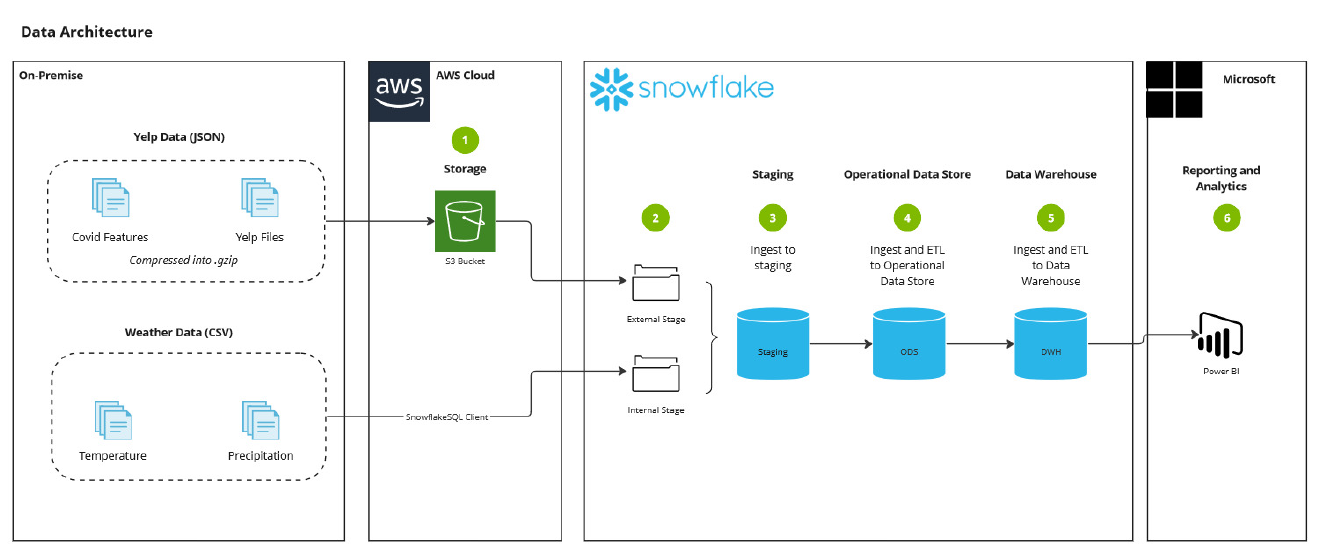 Data Architecture
On-Premise
Yelp Data (JSON)
Covid Features
Yelp Files
Compressed into .gzip
Weather Data (CSV)
Temperature
Precipitation
aws
AWS Cloud
1
Storage
S3 Bucket
SnowflakeSQL Client
snowflake
2
External Stage
Internal Stage
Staging
3
Ingest to
staging
Staging
Operational Data Store
4
Ingest and ETL
to Operational
Data Store
ODS
Data Warehouse
5
Ingest and ETL
to Data
Warehouse
DWH
Microsoft
Reporting and
Analytics
6
Power BI